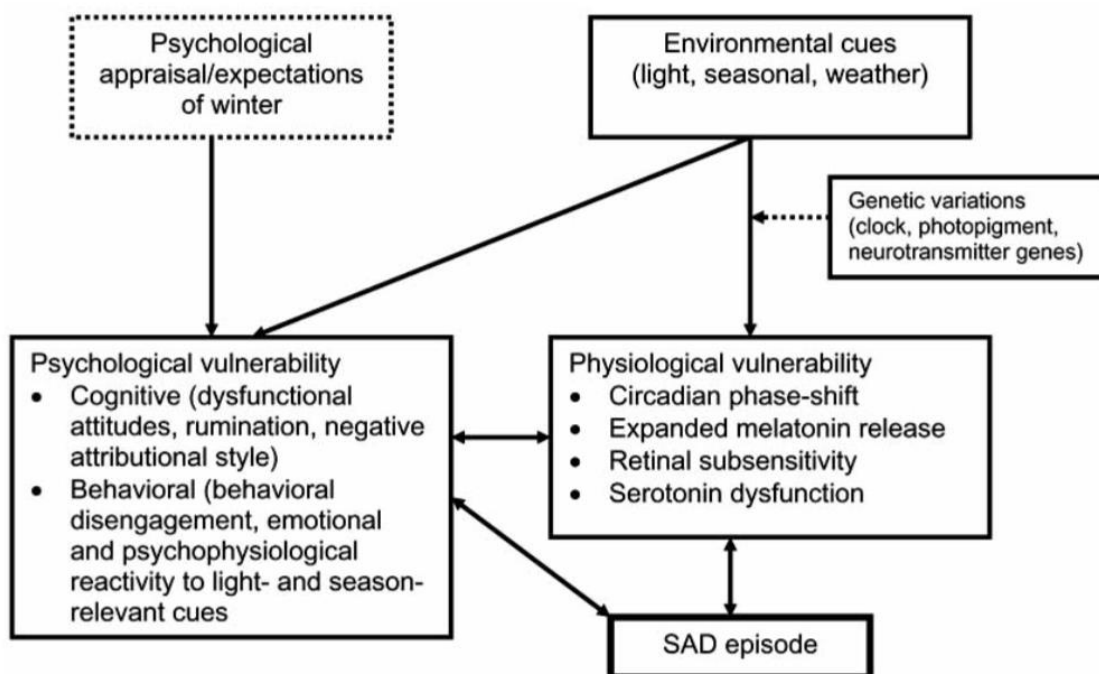 Psychological
appraisal/expectations
of winter
Environmental cues
(light, seasonal, weather)
Genetic variations
(clock, photopigment,
neurotransmitter genes)
Psychological vulnerability
• Cognitive (dysfunctional
attitudes, rumination, negative
attributional style)
• Behavioral (behavioral
disengagement, emotional
and psychophysiological
reactivity to light- and season-
relevant cues
Physiological vulnerability
• Circadian phase-shift
• Expanded melatonin release
• Retinal subsensitivity
• Serotonin dysfunction
SAD episode